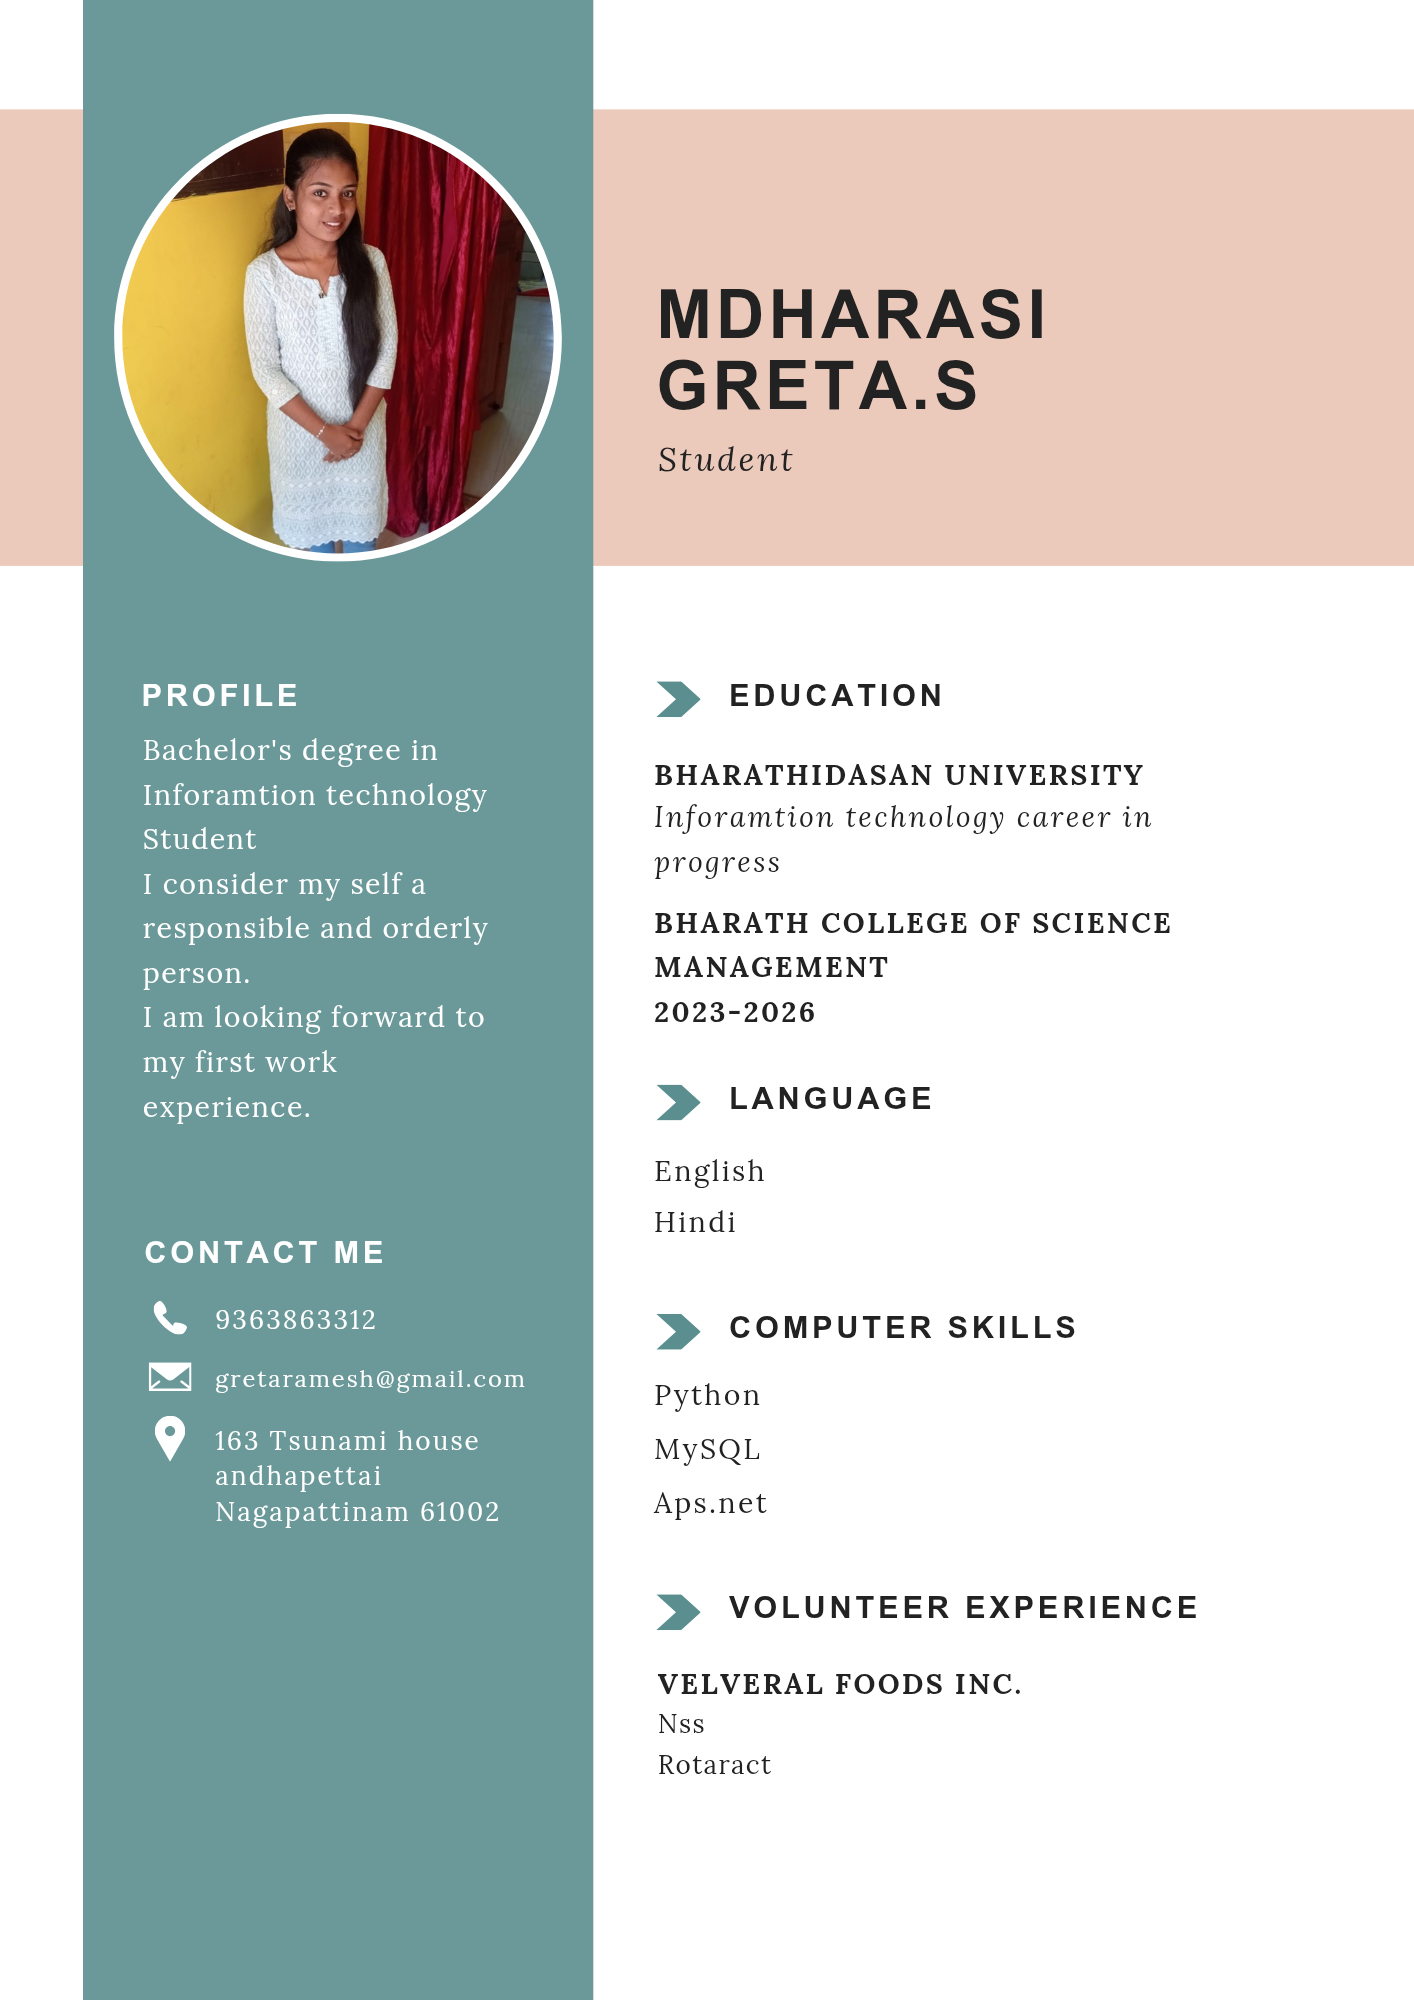 MDHARASI
GRETA.S
Student
PROFILE
Bachelor's degree in
Inforamtion technology
Student
I consider my self a
responsible and orderly
person.
I am looking forward to
my first work
experience.
CONTACT ME
9363863312
gretaramesh@gmail.com
163 Tsunami house
andhapettai
Nagapattinam 61002
EDUCATION
BHARATHIDASAN UNIVERSITY
Inforamtion technology career in
progress
BHARATH COLLEGE OF SCIENCE
MANAGEMENT
2023-2026
LANGUAGE
English
Hindi
COMPUTER SKILLS
Python
MySQL
Aps.net
VOLUNTEER EXPERIENCE
VELVERAL FOODS INC.
Nss
Rotaract